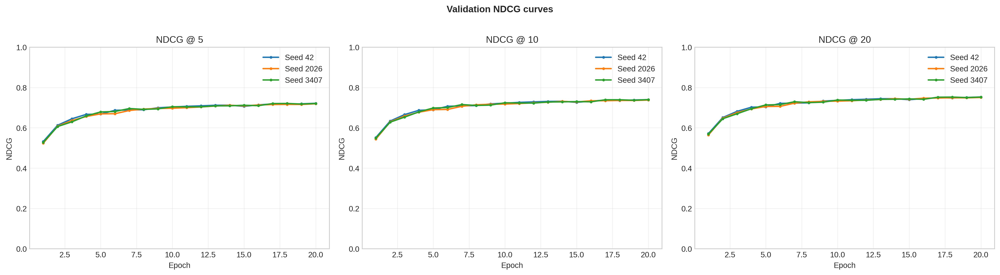 Validation NDCG curves
NDCG @ 5
1.0
0.8
0.6
0.4
0.2
0.0
NDCG
Seed 42
Seed 2026
Seed 3407
2.5 5.0 7.5 10.0 12.5 15.0 17.5 20.0
Epoch
NDCG @ 10
1.0
0.8
0.6
0.4
0.2
0.0
NDCG
Seed 42
Seed 2026
Seed 3407
2.5 5.0 7.5 10.0 12.5 15.0 17.5 20.0
Epoch
NDCG @ 20
1.0
0.8
0.6
0.4
0.2
0.0
NDCG
Seed 42
Seed 2026
Seed 3407
2.5 5.0 7.5 10.0 12.5 15.0 17.5 20.0
Epoch